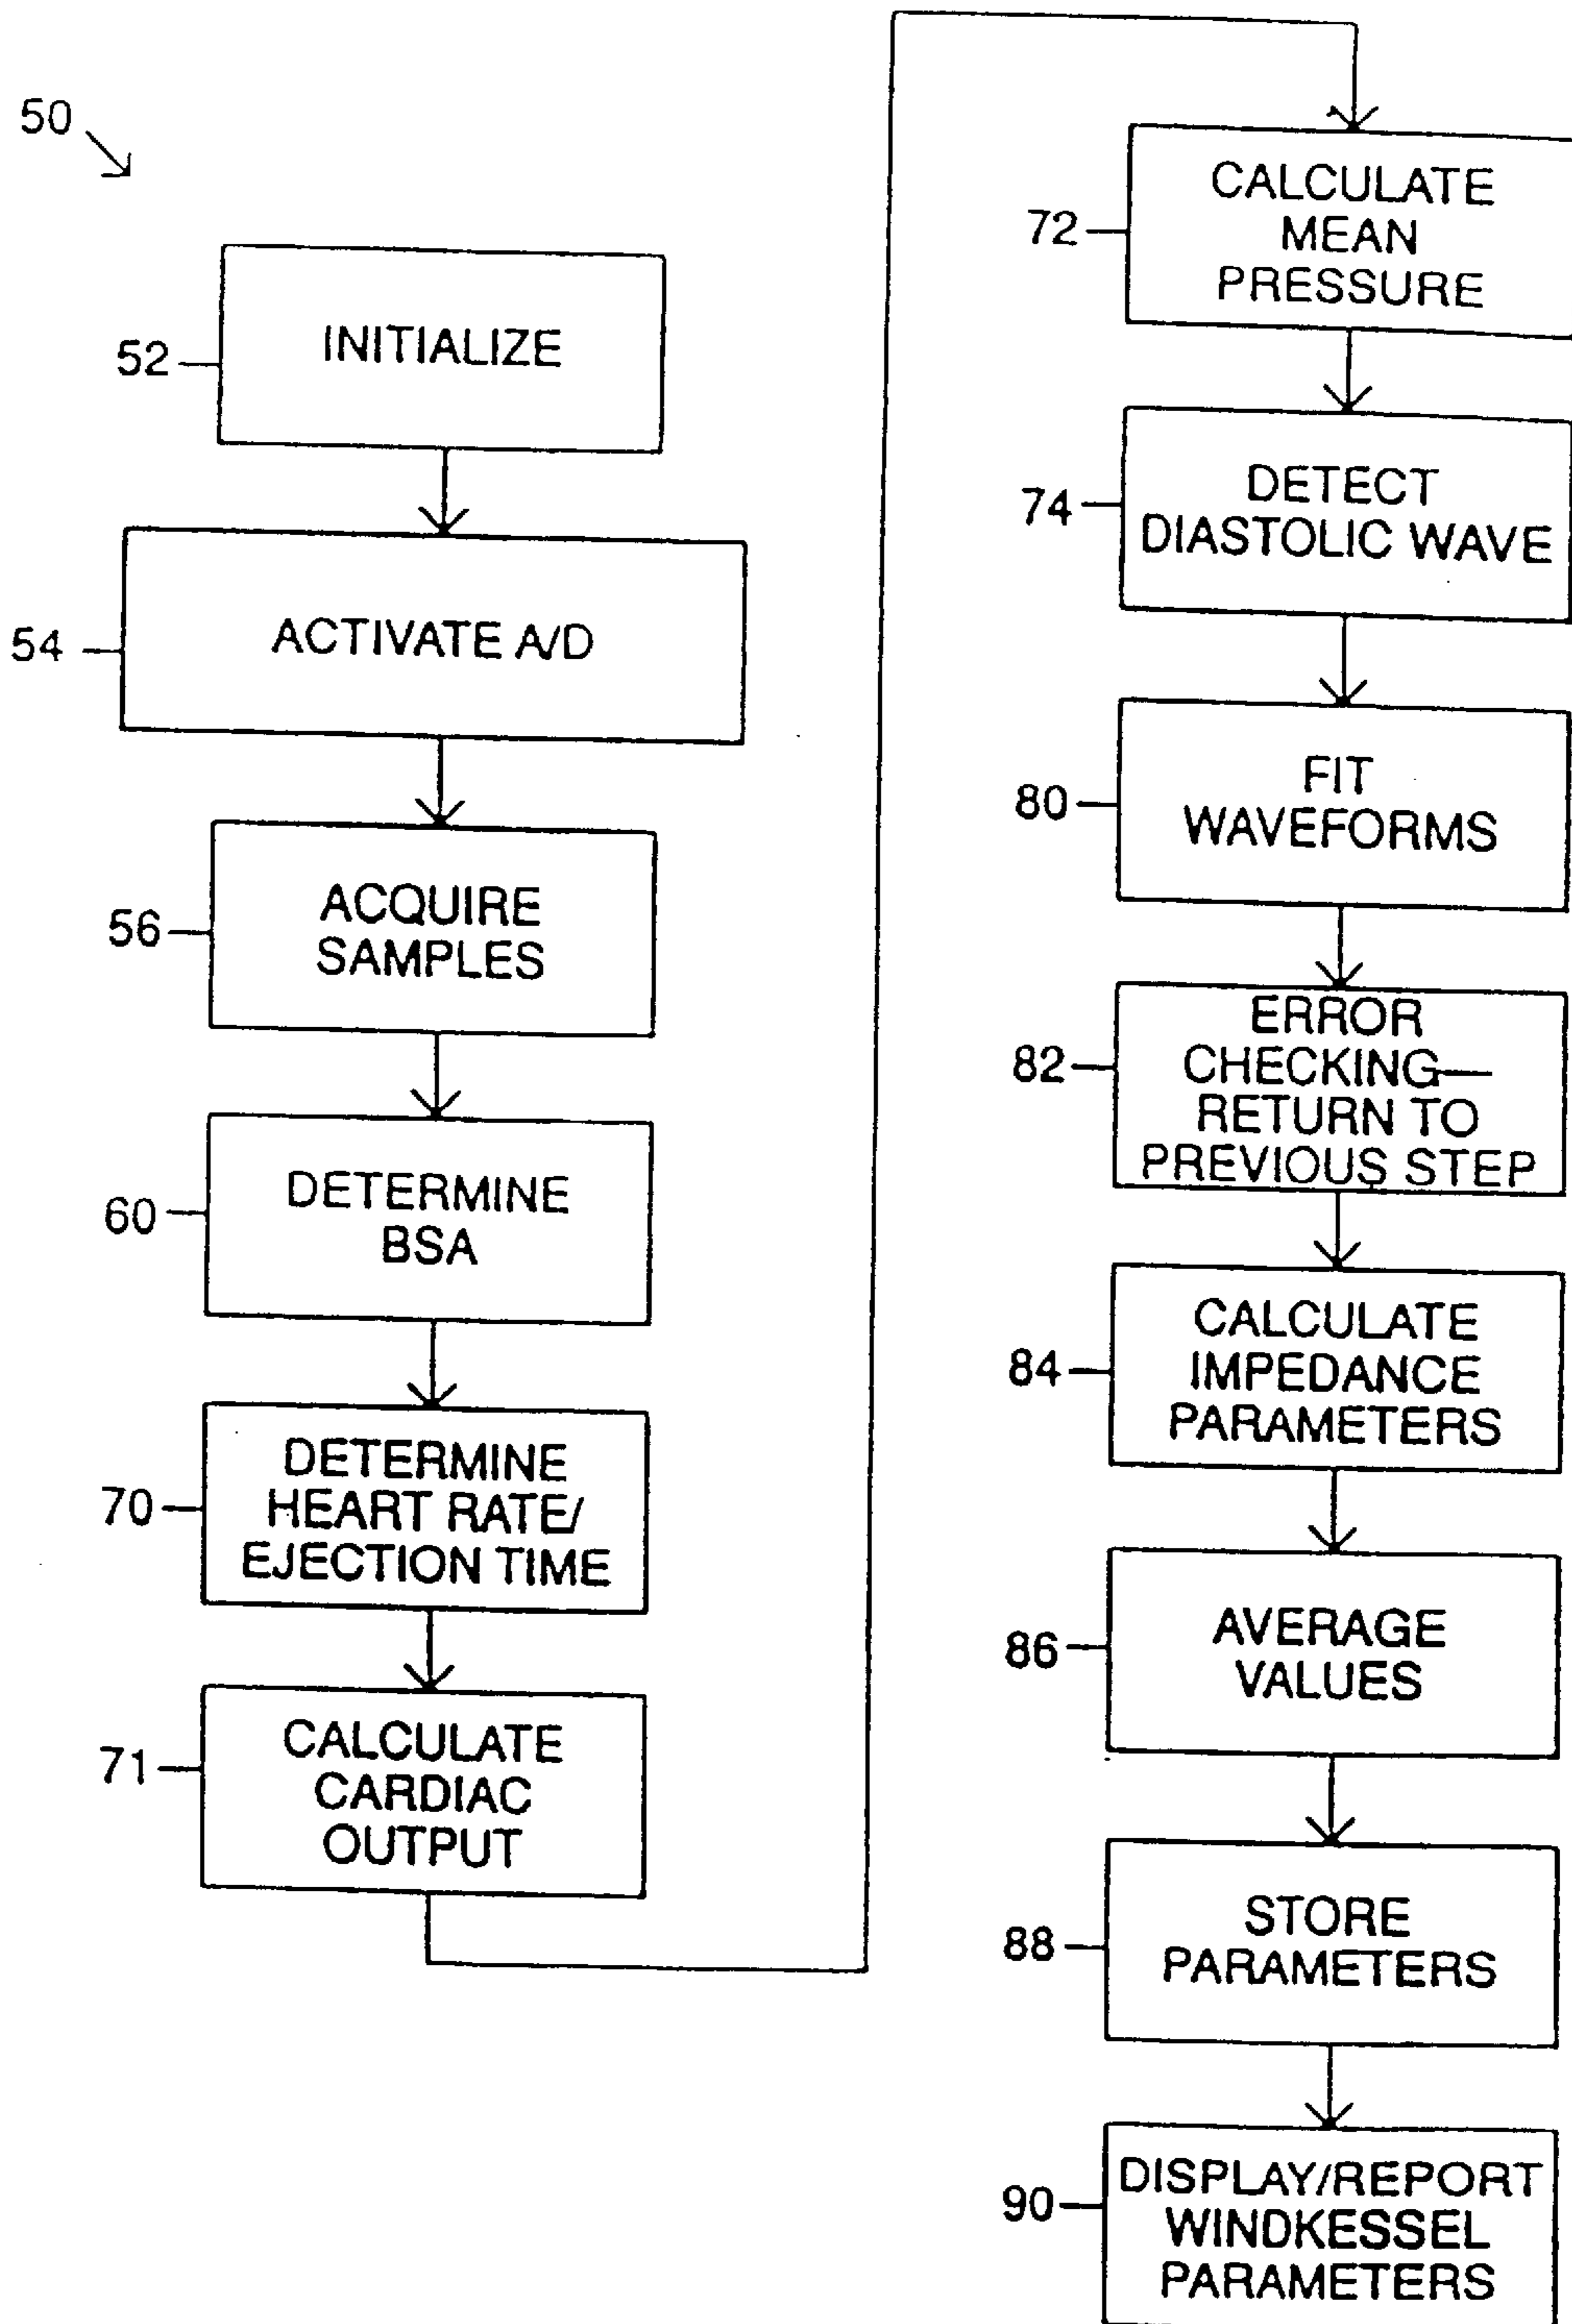 50
52
INITIALIZE
54
ACTIVATE A/D
56
ACQUIRE
SAMPLES
60
DETERMINE
BSA
70
DETERMINE
HEART RATE/
EJECTION TIME
71
CALCULATE
CARDIAC
OUTPUT
72
CALCULATE
MEAN
PRESSURE
74
DETECT
DIASTOLIC WAVE
80
FIT
WAVEFORMS
82
ERROR
CHECKING—
RETURN TO
PREVIOUS STEP
84
CALCULATE
IMPEDANCE
PARAMETERS
86
AVERAGE
VALUES
88
STORE
PARAMETERS
90
DISPLAY/REPORT
WINDKESSEL
PARAMETERS